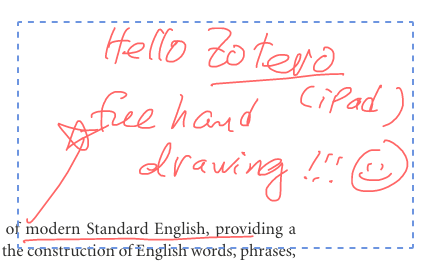 Hello Zotero
(iPad)
free hand
drawing !!!
of modern Standard English, providing a
the construction of English words, phrases,